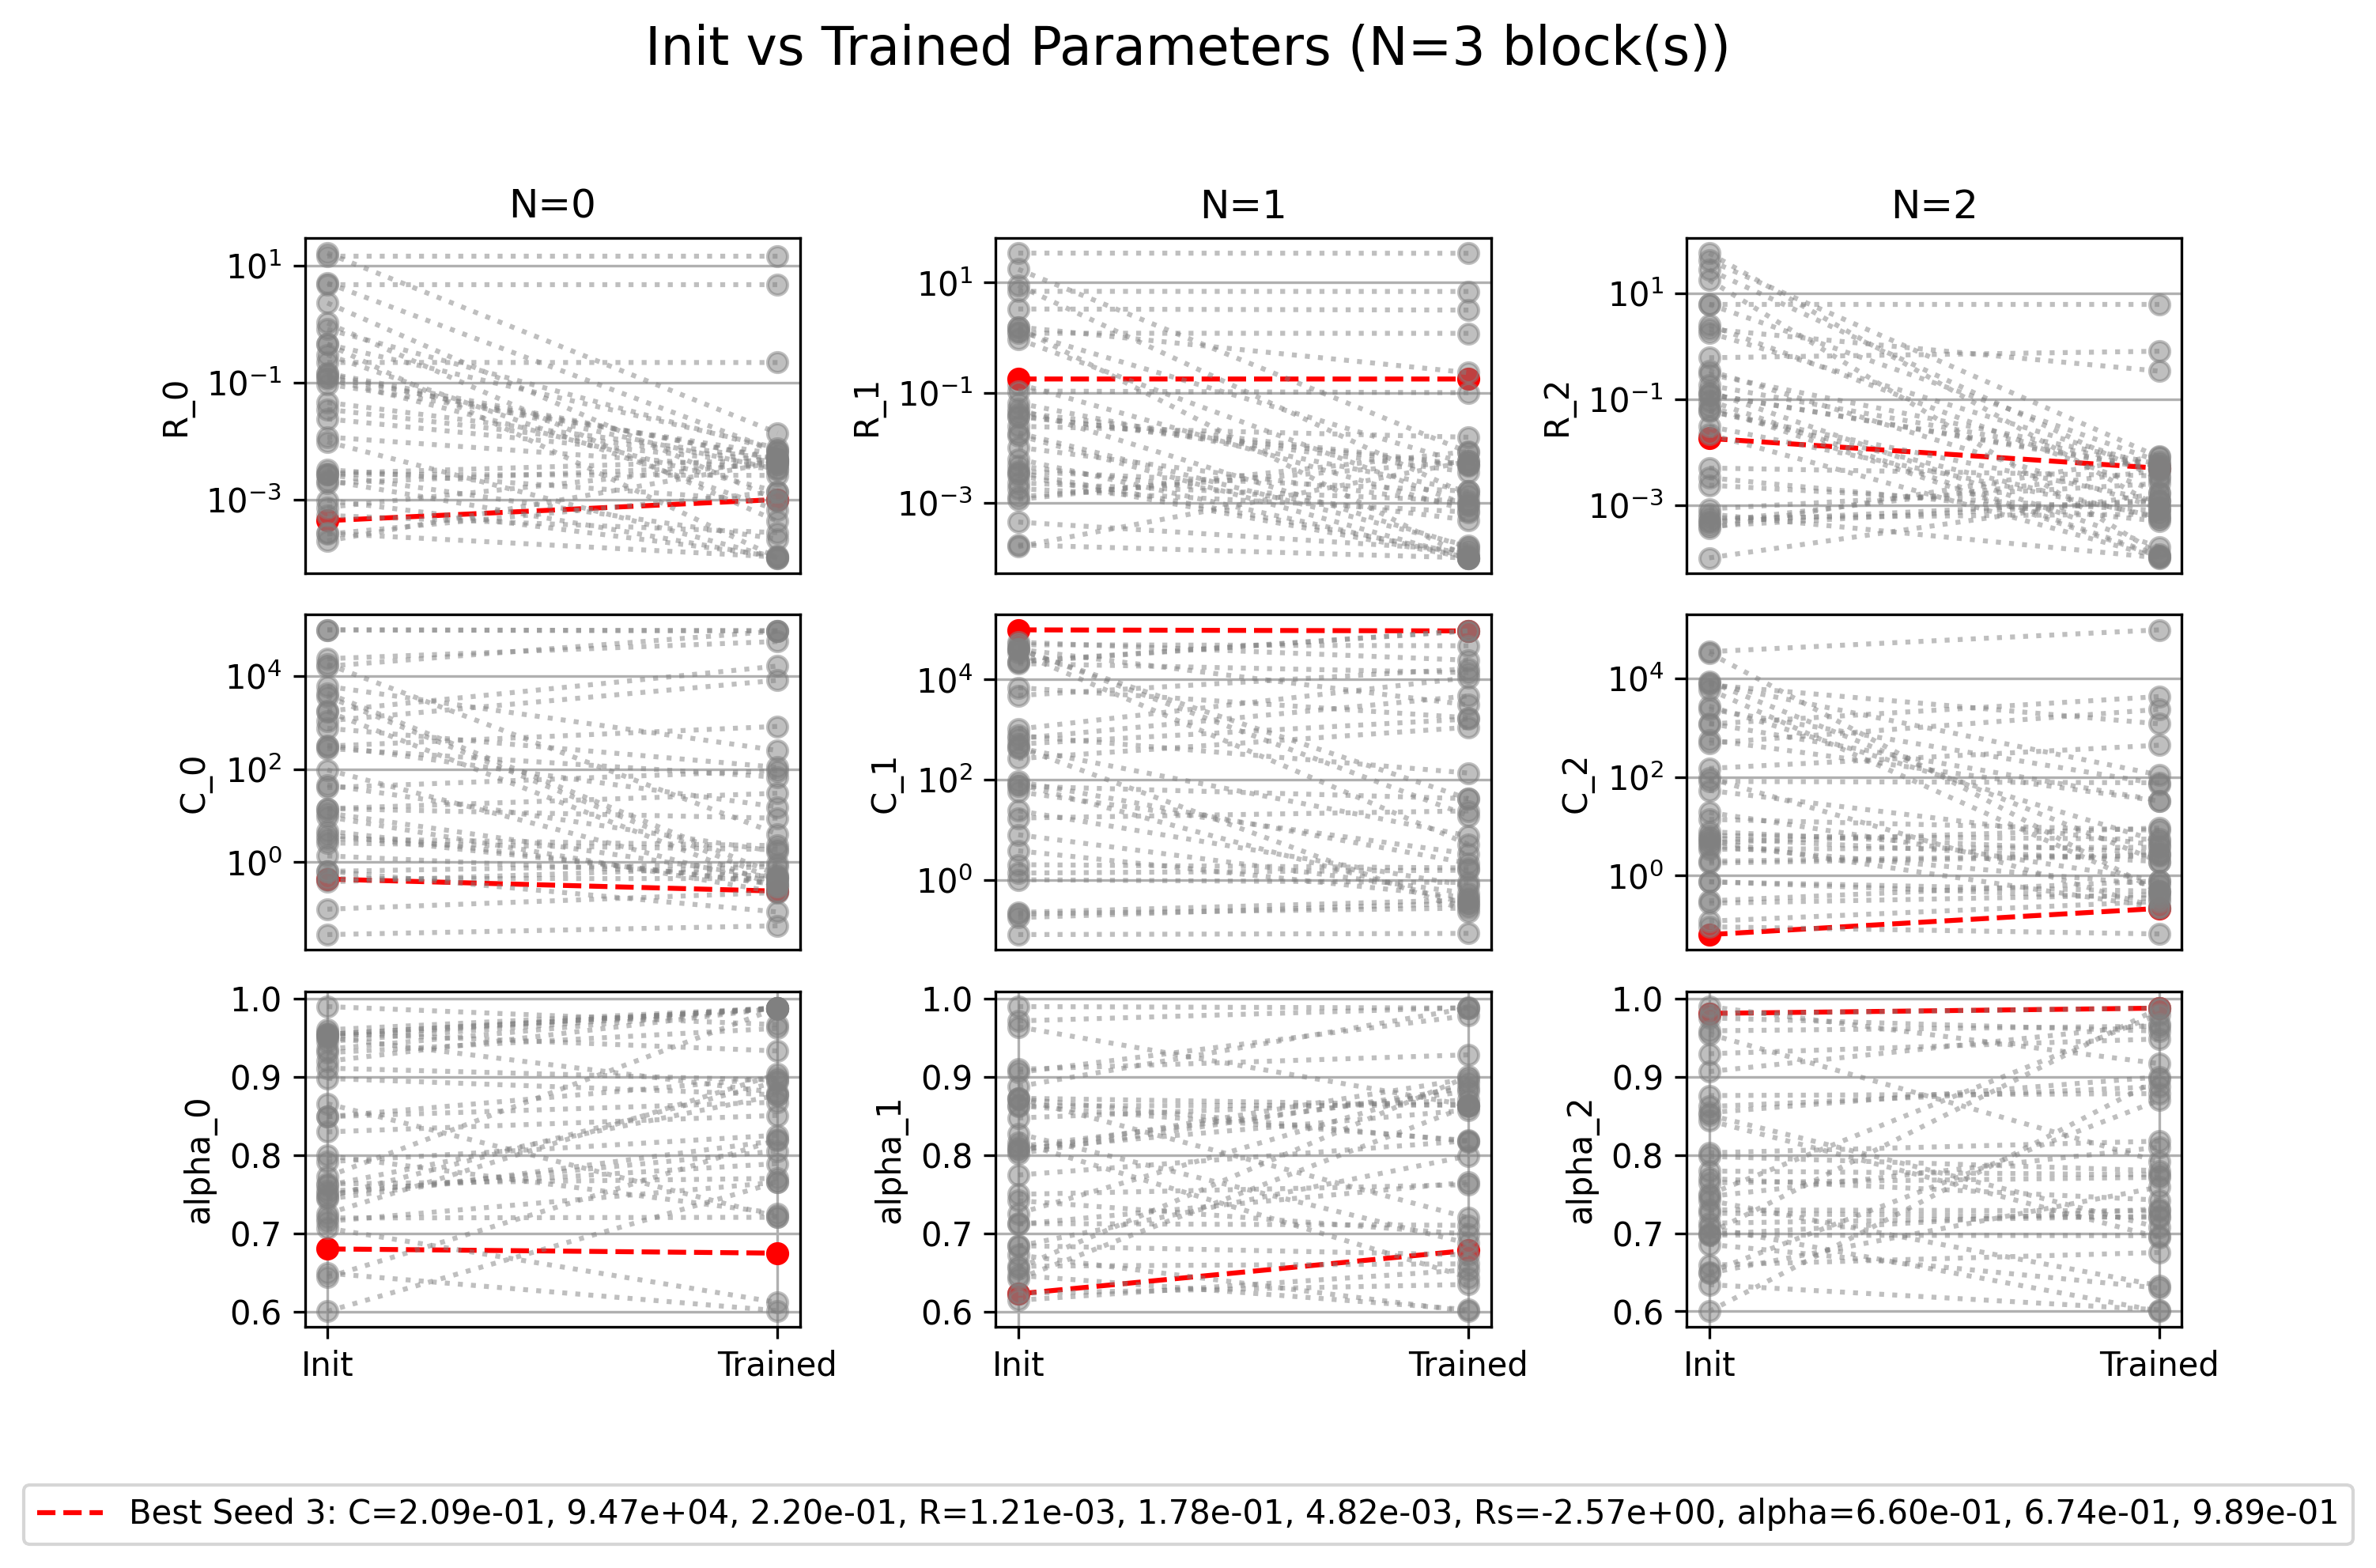 Init vs Trained Parameters (N=3 block(s))
N=0
N=1
N=2
R_0
10¹
10⁻¹
10⁻³
R_1
10¹
10⁻¹
10⁻³
R_2
10¹
10⁻¹
10⁻³
C_0
10⁴
10²
10⁰
C_1
10⁴
10²
10⁰
C_2
10⁴
10²
10⁰
alpha_0
1.0
0.9
0.8
0.7
0.6
alpha_1
1.0
0.9
0.8
0.7
0.6
alpha_2
1.0
0.9
0.8
0.7
0.6
Init
Trained
Init
Trained
Init
Trained
Best Seed 3: C=2.09e-01, 9.47e+04, 2.20e-01, R=1.21e-03, 1.78e-01, 4.82e-03, Rs=-2.57e+00, alpha=6.60e-01, 6.74e-01, 9.89e-01